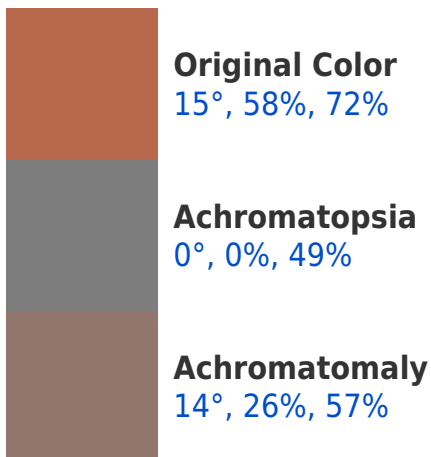 Original Color
15°, 58%, 72%
Achromatopsia
0°, 0%, 49%
Achromatomaly
14°, 26%, 57%